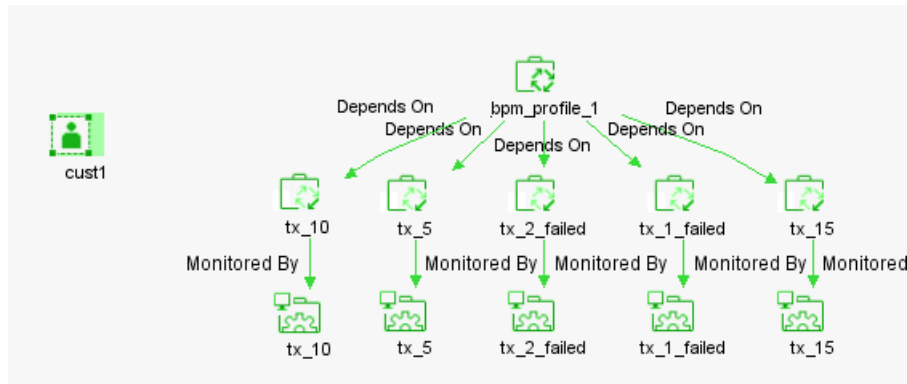 bpm_profile_1
Depends On
Depends On
Depends On
Depends On
Depends On
cust1
tx_10
tx_5
tx_2_failed
tx_1_failed
tx_15
Monitored By
Monitored By
Monitored By
Monitored By
Monitored
tx_10
tx_5
tx_2_failed
tx_1_failed
tx_15